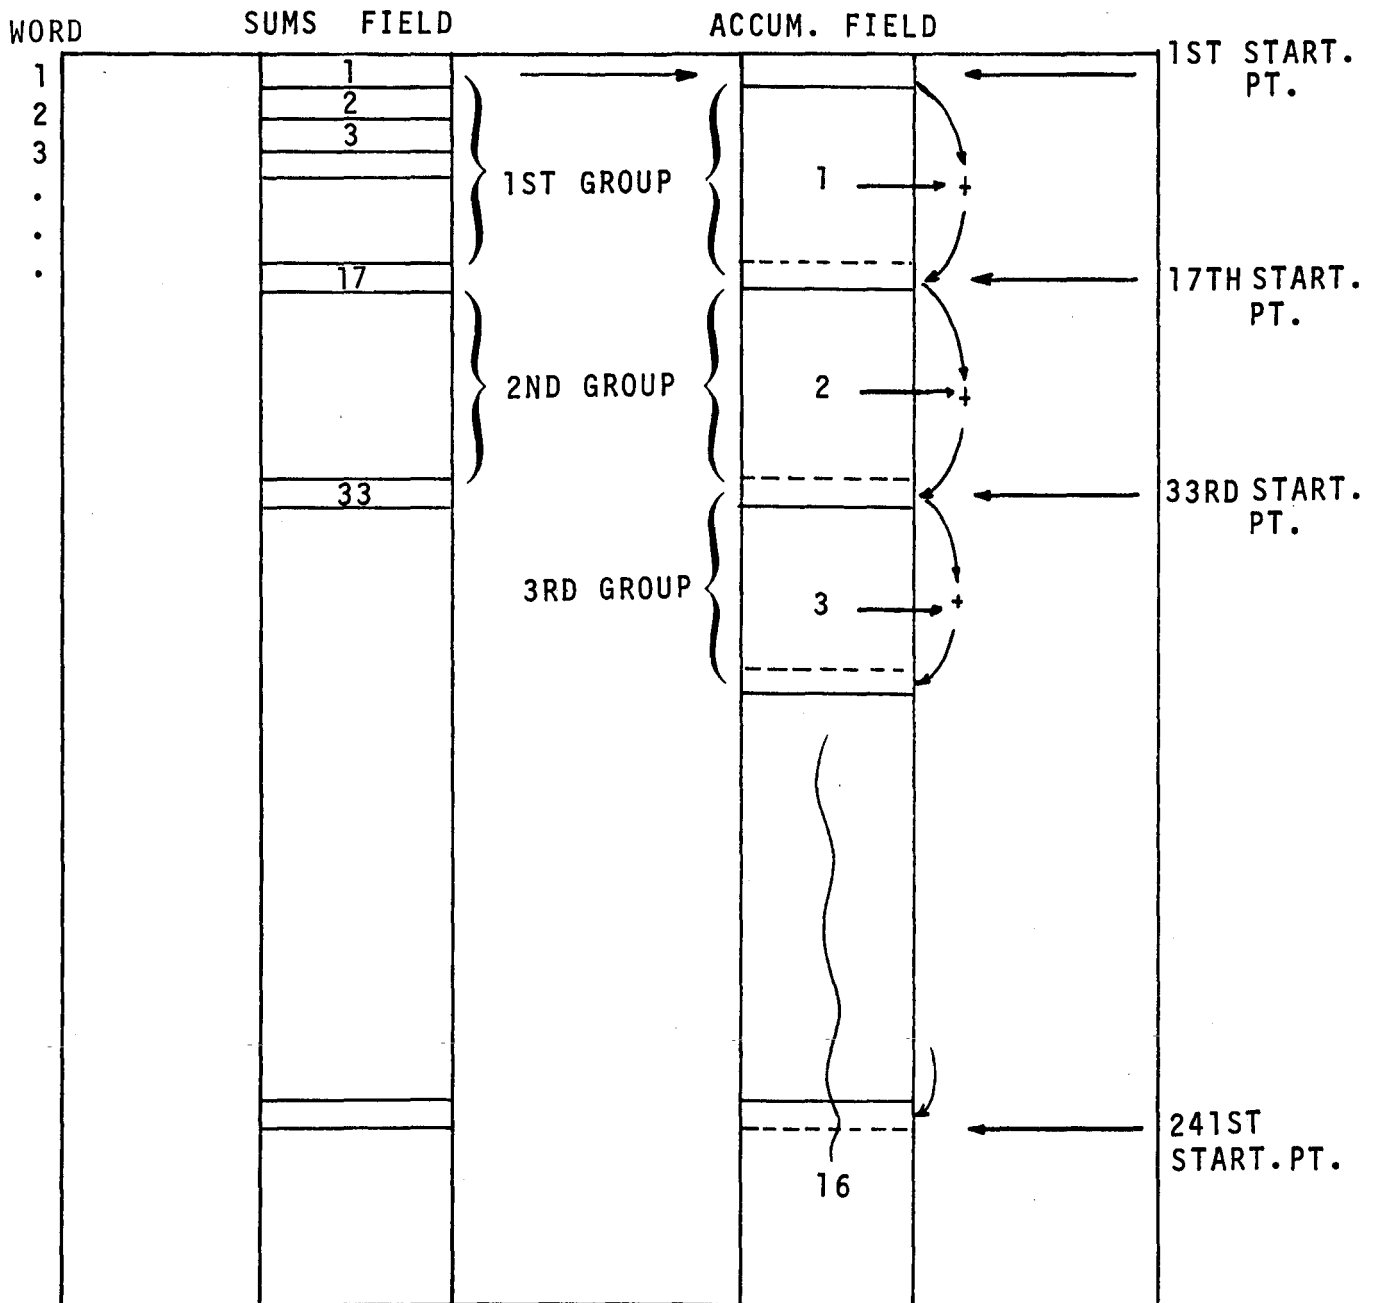 WORD
SUMS FIELD
ACCUM. FIELD
1ST START.
PT.
1
2
3
.
.
.
1
2
3
17
33
1ST GROUP
2ND GROUP
3RD GROUP
1
+
2
+
3
+
16
17TH START.
PT.
33RD START.
PT.
241ST
START.PT.